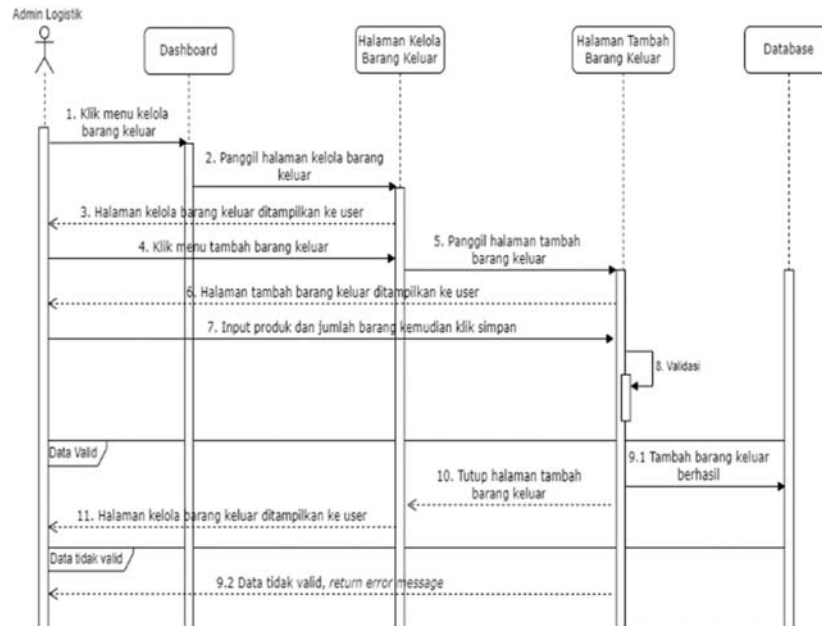 Admin Logistik
Dashboard
Halaman Kelola
Barang Keluar
Halaman Tambah
Barang Keluar
Database
1. Klik menu kelola
barang keluar
2. Panggil halaman kelola barang
keluar
3. Halaman kelola barang keluar ditampilkan ke user
4. Klik menu tambah barang keluar
5. Panggil halaman tambah
barang keluar
6. Halaman tambah barang keluar ditampilkan ke user
7. Input produk dan jumlah barang kemudian klik simpan
8. Validasi
Data Valid
9.1 Tambah barang keluar
berhasil
10. Tutup halaman tambah
barang keluar
11. Halaman kelola barang keluar ditampilkan ke user
Data tidak valid
9.2 Data tidak valid, return error message